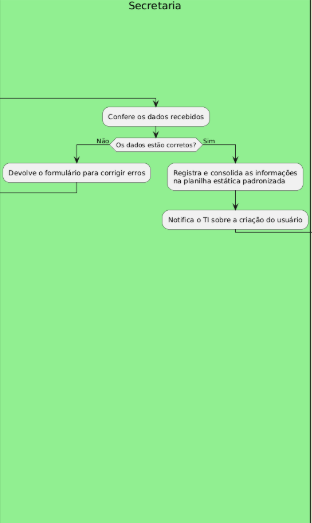 Secretaria
Confere os dados recebidos
Não
Os dados estão corretos?
Sim
Devolve o formulário para corrigir erros
Registra e consolida as informações
na planilha estática padronizada
Notifica o TI sobre a criação do usuário